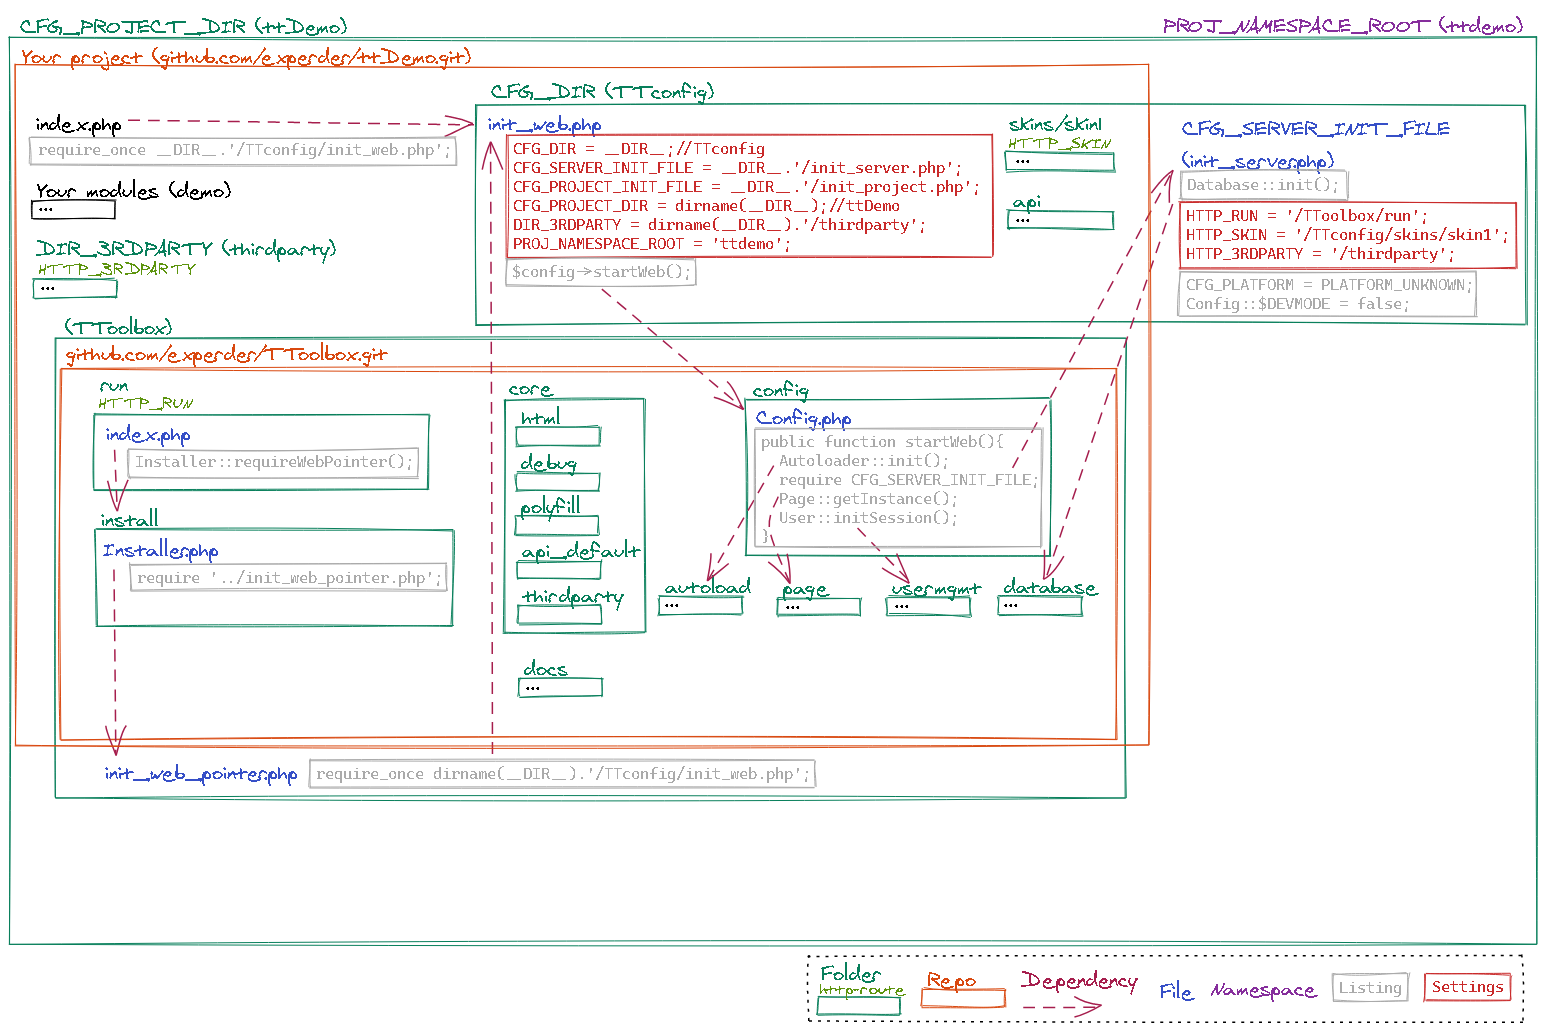 CFG_PROJECT_DIR (ttDemo)
PROJ_NAMESPACE_ROOT (ttdemo)
Your project (github.com/experder/ttDemo.git)
CFG_DIR (TTconfig)
index.php
require_once __DIR__.'/TTconfig/init_web.php';
Your modules (demo)
...
DIR_3RDPARTY (thirdparty)
HTTP_3RDPARTY
...
init_web.php
CFG_DIR = __DIR__;//TTconfig
CFG_SERVER_INIT_FILE = __DIR__.'/init_server.php';
CFG_PROJECT_INIT_FILE = __DIR__.'/init_project.php';
CFG_PROJECT_DIR = dirname(__DIR__);//ttDemo
DIR_3RDPARTY = dirname(__DIR__).'/thirdparty';
PROJ_NAMESPACE_ROOT = 'ttdemo';
$config->startWeb();
skins/skin1
HTTP_SKIN
...
api
...
CFG_SERVER_INIT_FILE
(init_server.php)
Database::init();
HTTP_RUN = '/TToolbox/run';
HTTP_SKIN = '/TTconfig/skins/skin1';
HTTP_3RDPARTY = '/thirdparty';
CFG_PLATFORM = PLATFORM_UNKNOWN;
Config::$DEVMODE = false;
(TToolbox)
github.com/experder/TToolbox.git
run
HTTP_RUN
index.php
Installer::requireWebPointer();
install
Installer.php
require '../init_web_pointer.php';
core
html
debug
polyfill
api_default
thirdparty
docs
...
config
Config.php
public function startWeb(){
Autoloader::init();
require CFG_SERVER_INIT_FILE;
Page::getInstance();
User::initSession();
}
autoload
...
page
...
usermgmt
...
database
...
init_web_pointer.php
require_once dirname(__DIR__).'/TTconfig/init_web.php';
Folder
http-route
Repo
Dependency
File
Namespace
Listing
Settings